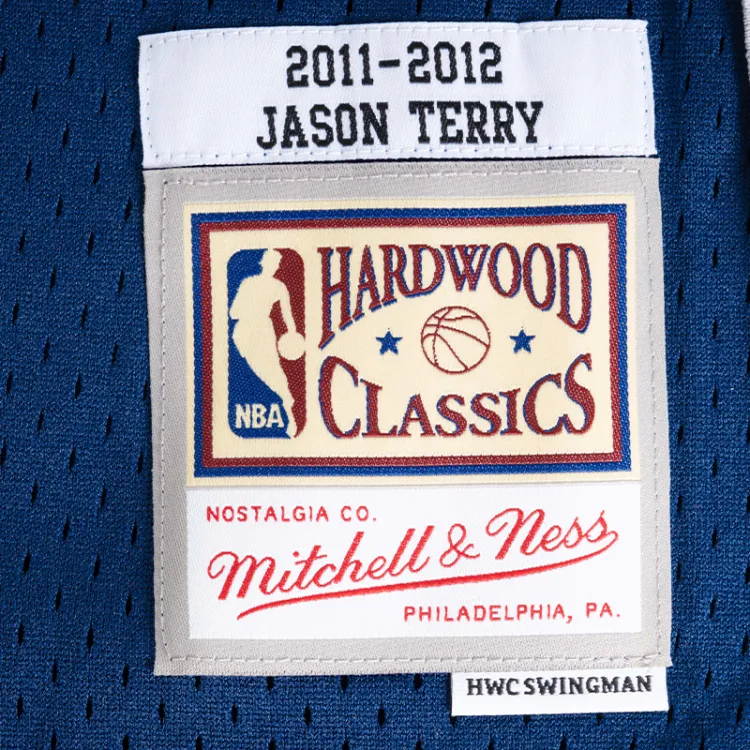 2011-2012
JASON TERRY
HARDWOOD
CLASSICS
NBA
NOSTALGIA CO.
Mitchell & Ness
PHILADELPHIA, PA.
HWC SWINGMAN